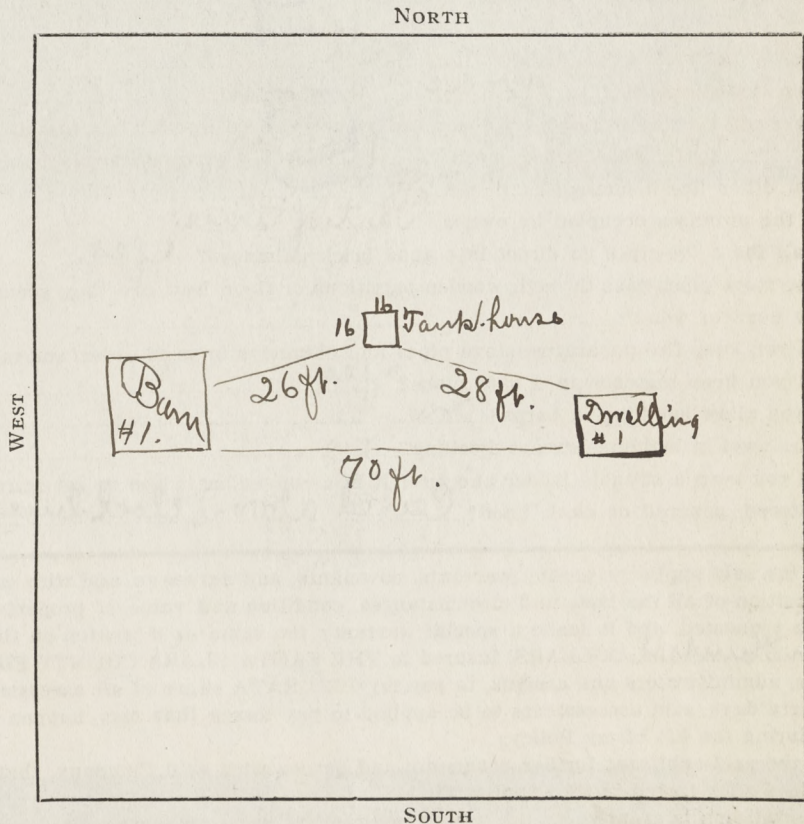 NORTH
16
16 Tank house
Barn
#1.
26 ft.
28 ft.
Dwelling
#1
WEST
70 ft.
SOUTH